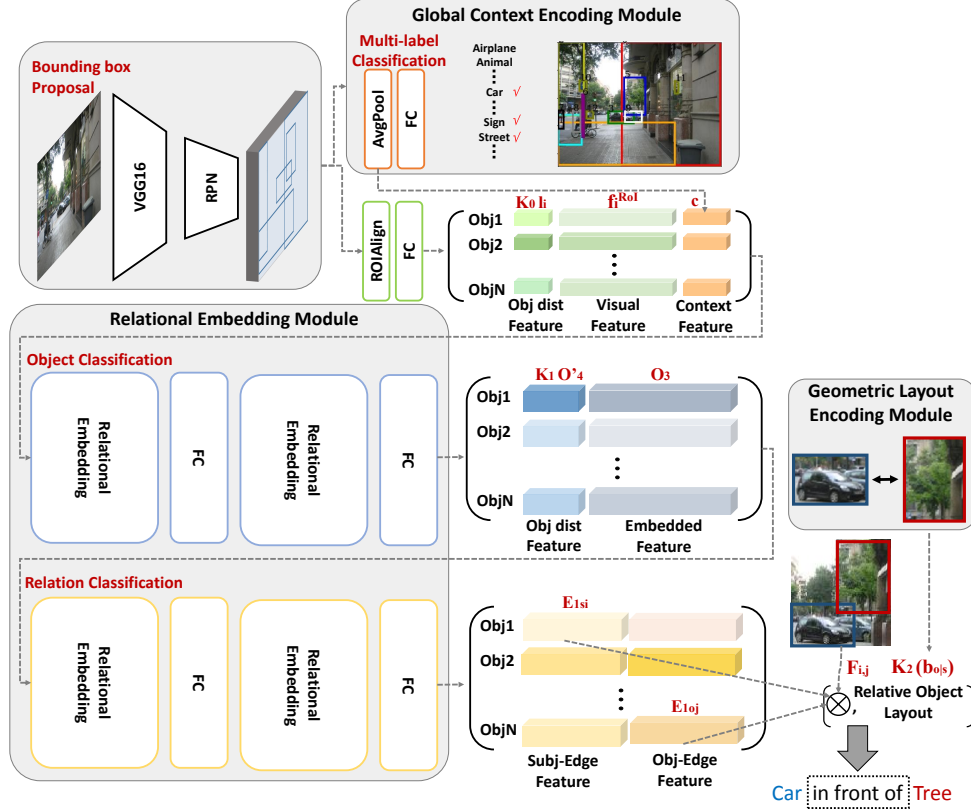 Global Context Encoding Module
Bounding box
Proposal
VGG16
RPN
Multi-label
Classification
AvgPool
FC
Airplane
Animal
Car √
Sign √
Street √
ROIAlign
FC
K₀ lᵢ
fᵢᴿᵒᴵ
c
Obj1
Obj2
ObjN
Obj dist
Feature
Visual
Feature
Context
Feature
Relational Embedding Module
Object Classification
Relational
Embedding
FC
Relational
Embedding
FC
K₁ O'₄
O₃
Obj1
Obj2
ObjN
Obj dist
Feature
Embedded
Feature
Geometric Layout
Encoding Module
Relation Classification
Relational
Embedding
FC
Relational
Embedding
FC
E₁ₛᵢ
Obj1
Obj2
E₁ₒⱼ
ObjN
Subj-Edge
Feature
Obj-Edge
Feature
Fᵢ,ⱼ
K₂ (bₒ|ₛ)
, Relative Object
Layout
Car in front of Tree